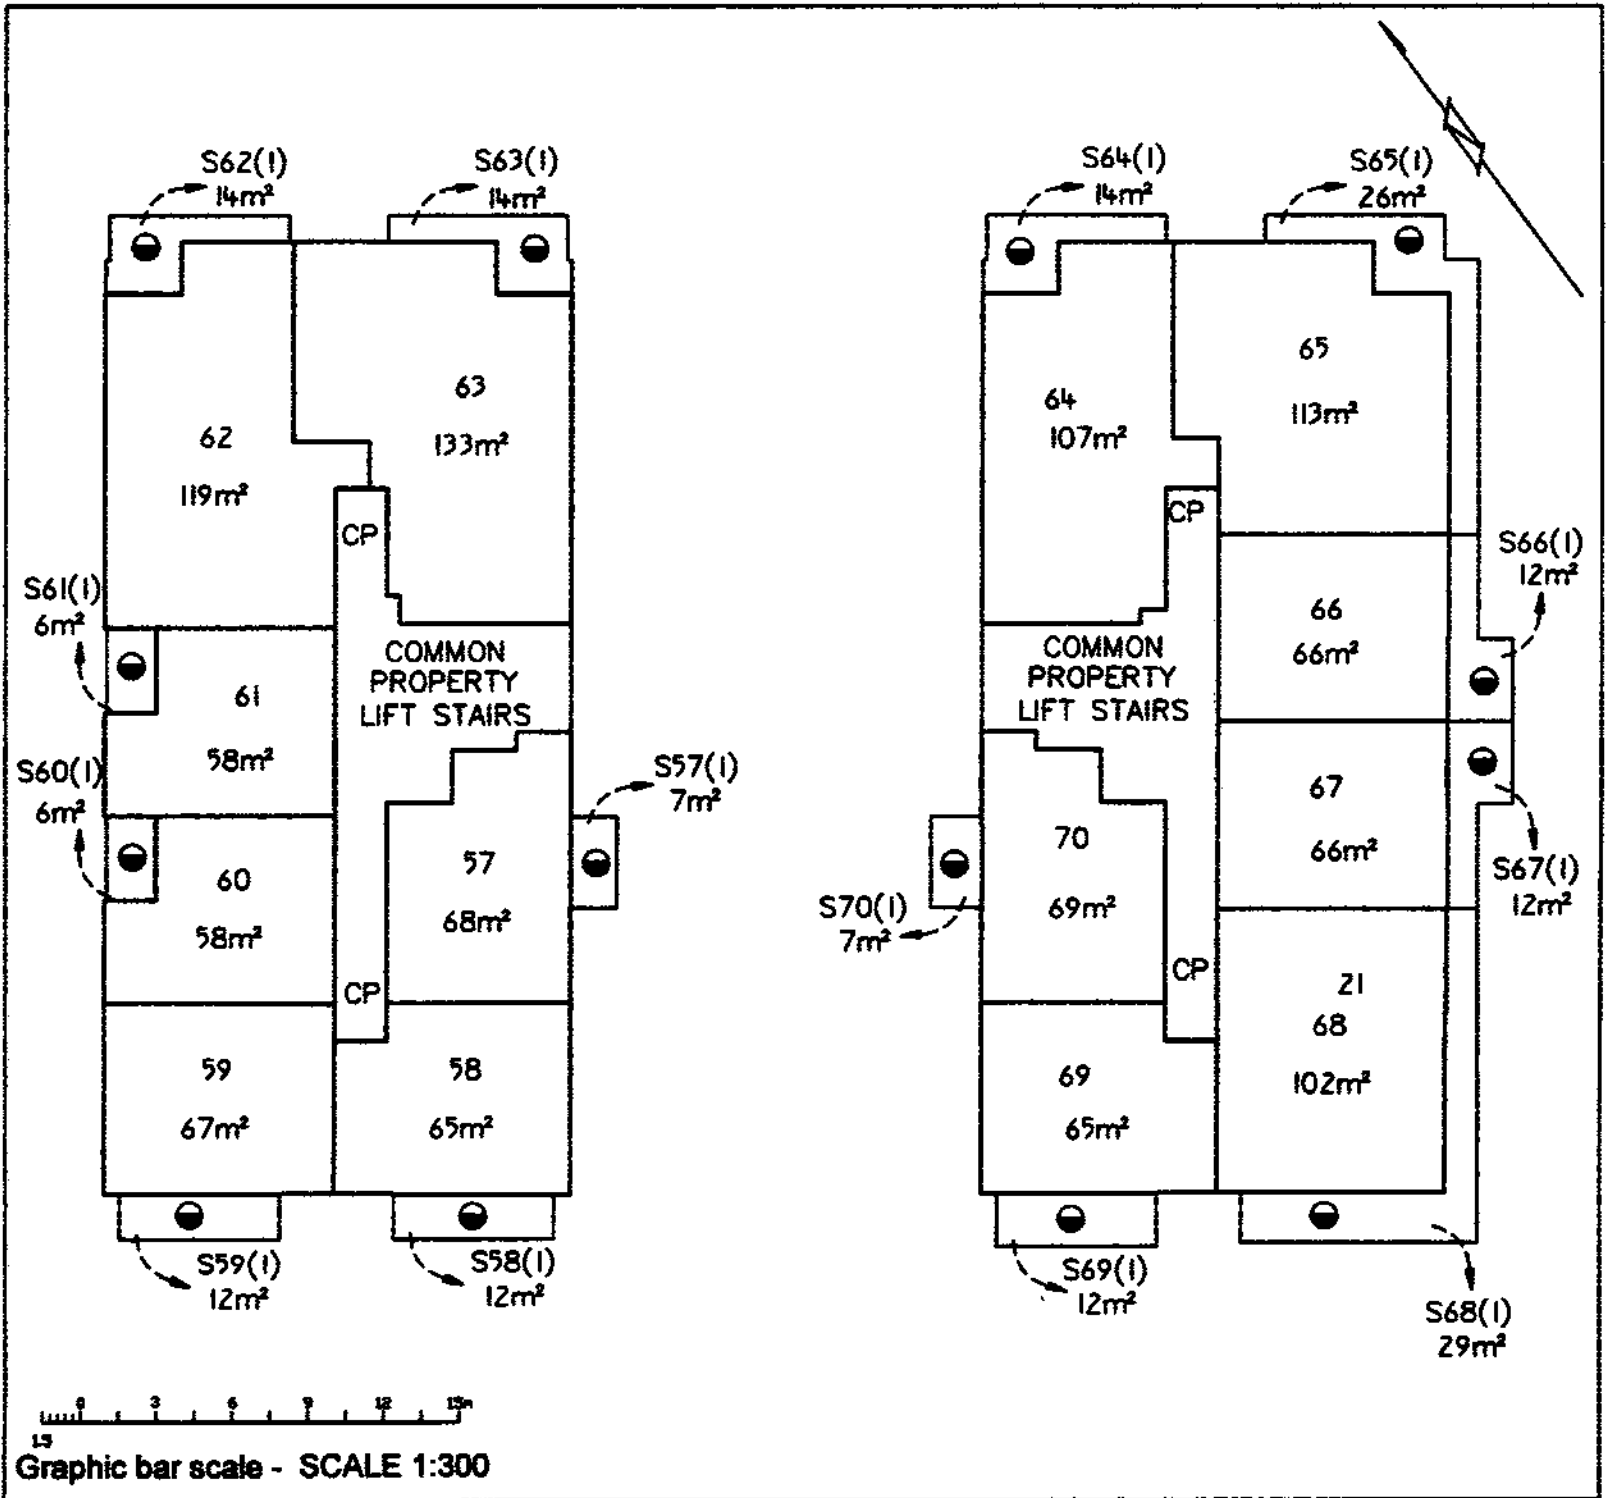 S62(1)
14m²
S63(1)
14m²
S64(1)
14m²
S65(1)
26m²
62
119m²
63
133m²
CP
S61(1)
6m²
61
58m²
COMMON
PROPERTY
LIFT STAIRS
S60(1)
6m²
60
58m²
57
68m²
S57(1)
7m²
CP
59
67m²
58
65m²
S59(1)
12m²
S58(1)
12m²
64
107m²
65
113m²
CP
66
66m²
S66(1)
12m²
COMMON
PROPERTY
LIFT STAIRS
67
66m²
S67(1)
12m²
70
69m²
S70(1)
7m²
CP
21
68
102m²
69
65m²
S69(1)
12m²
S68(1)
29m²
0 3 6 9 12 15m
1.5
Graphic bar scale - SCALE 1:300